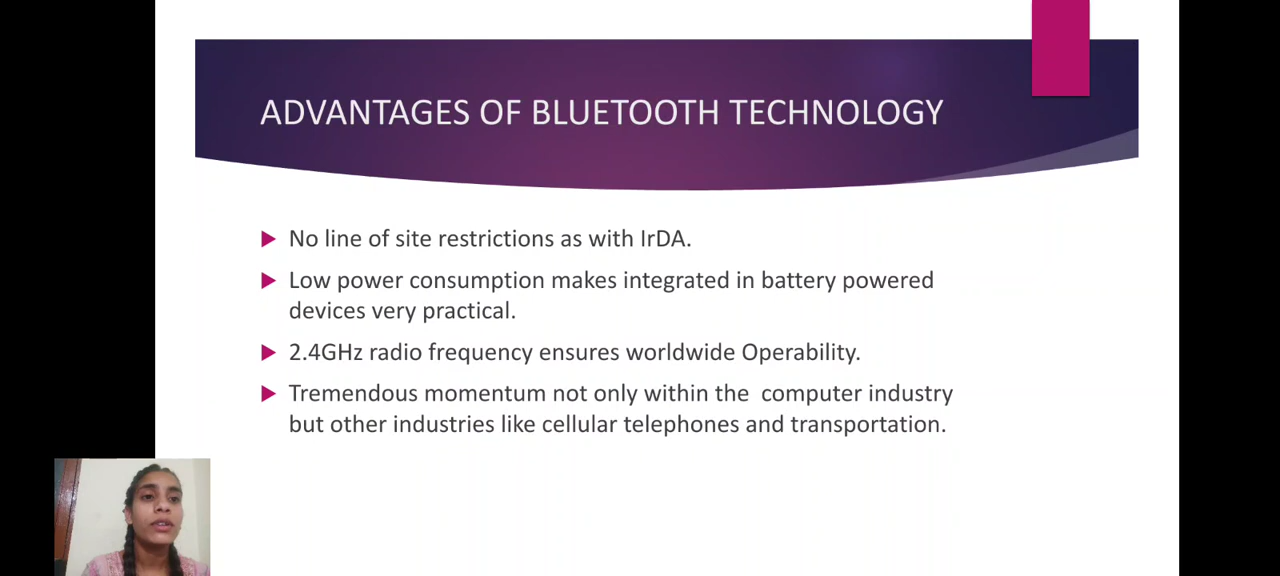 ADVANTAGES OF BLUETOOTH TECHNOLOGY
No line of site restrictions as with IrDA.
Low power consumption makes integrated in battery powered
devices very practical.
2.4GHz radio frequency ensures worldwide Operability.
Tremendous momentum not only within the  computer industry
but other industries like cellular telephones and transportation.